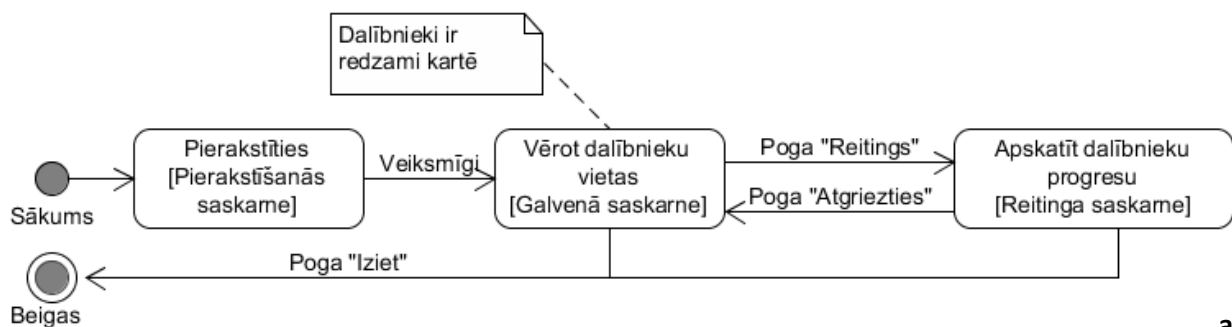 Dalībnieki ir
redzami kartē
Sākums
Pierakstīties
[Pierakstīšanās
saskarne]
Veiksmīgi
Vērot dalībnieku
vietas
[Galvenā saskarne]
Poga "Reitings"
Poga "Atgriezties"
Apskatīt dalībnieku
progresu
[Reitinga saskarne]
Poga "Iziet"
Beigas